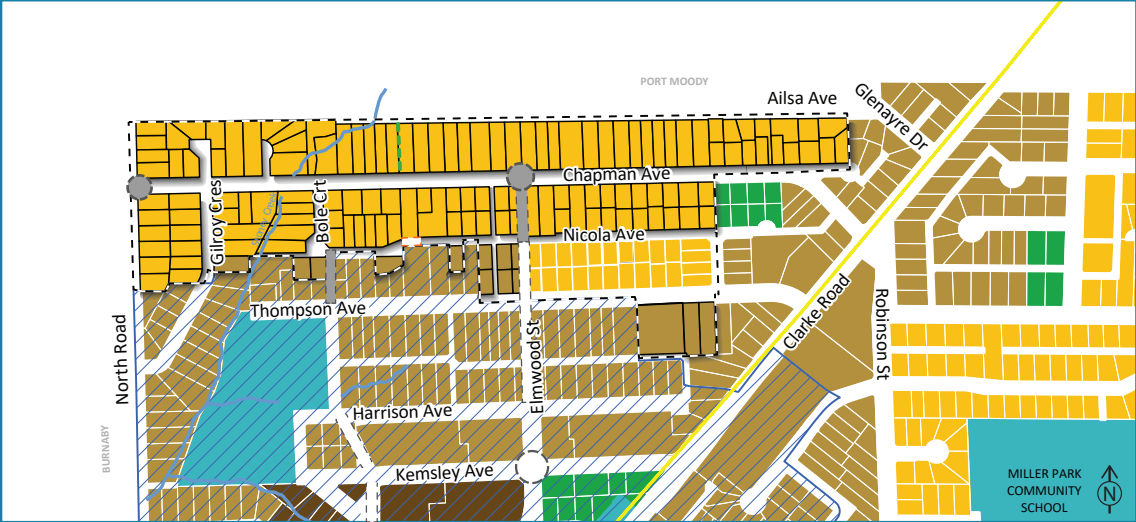 PORT MOODY
Ailsa Ave
Glenayre Dr
Chapman Ave
Gilroy Cres
Bole Crt
Nicola Ave
Thompson Ave
North Road
Clarke Road
Robinson St
Elmwood St
Harrison Ave
BURNABY
Kemsley Ave
MILLER PARK
COMMUNITY
SCHOOL
N